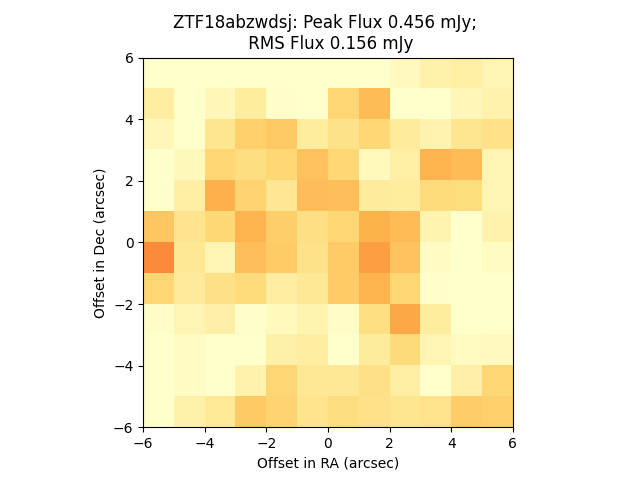 ZTF18abzwdsj: Peak Flux 0.456 mJy;
RMS Flux 0.156 mJy
6
4
2
0
−2
−4
−6
Offset in Dec (arcsec)
−6 −4 −2 0 2 4 6
Offset in RA (arcsec)